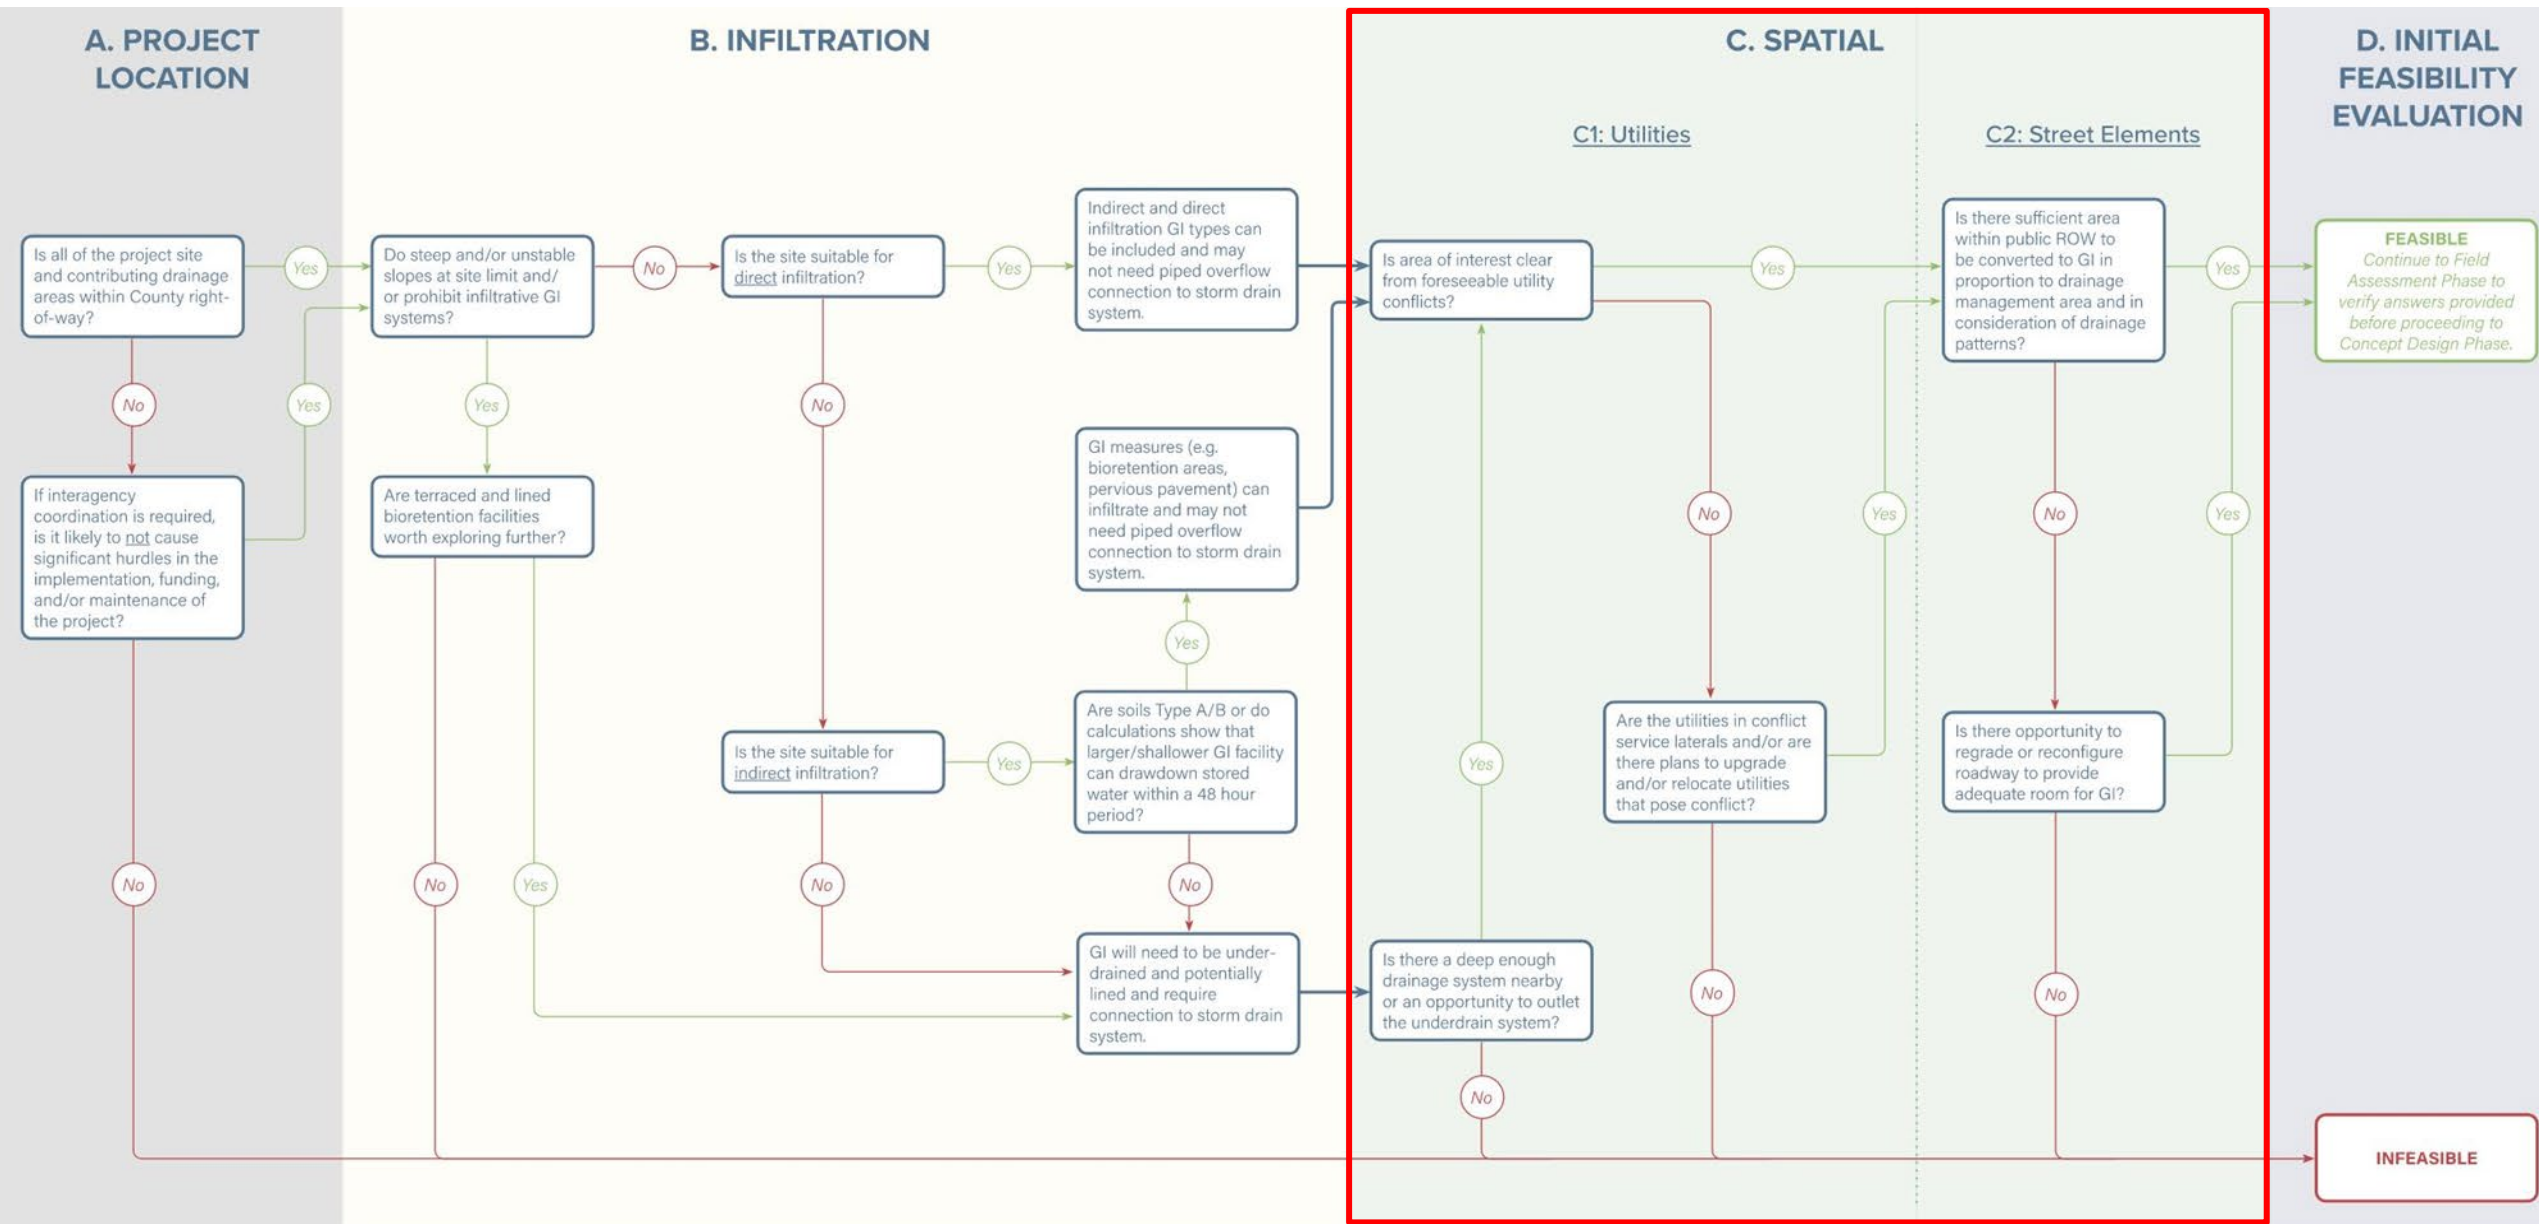 A. PROJECT
LOCATION
Is all of the project site
and contributing drainage
areas within County right-
of-way?
Yes
No
Yes
If interagency
coordination is required,
is it likely to not cause
significant hurdles in the
implementation, funding,
and/or maintenance of
the project?
No
B. INFILTRATION
Do steep and/or unstable
slopes at site limit and/
or prohibit infiltrative GI
systems?
No
Yes
Are terraced and lined
bioretention facilities
worth exploring further?
No
Yes
Is the site suitable for
direct infiltration?
Yes
No
Is the site suitable for
indirect infiltration?
Yes
No
Indirect and direct
infiltration GI types can
be included and may
not need piped overflow
connection to storm drain
system.
GI measures (e.g.
bioretention areas,
pervious pavement) can
infiltrate and may not
need piped overflow
connection to storm drain
system.
Yes
Are soils Type A/B or do
calculations show that
larger/shallower GI facility
can drawdown stored
water within a 48 hour
period?
No
GI will need to be under-
drained and potentially
lined and require
connection to storm drain
system.
C. SPATIAL
C1: Utilities
Is area of interest clear
from foreseeable utility
conflicts?
Yes
No
Yes
Yes
Are the utilities in conflict
service laterals and/or are
there plans to upgrade
and/or relocate utilities
that pose conflict?
No
Is there a deep enough
drainage system nearby
or an opportunity to outlet
the underdrain system?
No
C2: Street Elements
Is there sufficient area
within public ROW to
be converted to GI in
proportion to drainage
management area and in
consideration of drainage
patterns?
Yes
No
Yes
Is there opportunity to
regrade or reconfigure
roadway to provide
adequate room for GI?
No
D. INITIAL
FEASIBILITY
EVALUATION
FEASIBLE
Continue to Field
Assessment Phase to
verify answers provided
before proceeding to
Concept Design Phase.
INFEASIBLE